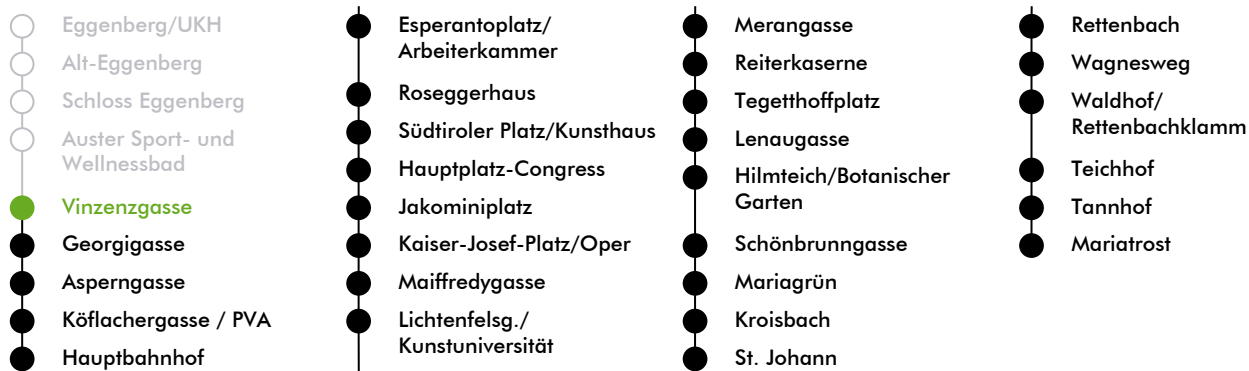 Eggenberg/UKH
Alt-Eggenberg
Schloss Eggenberg
Auster Sport- und
Wellnessbad
Vinzenzgasse
Georgigasse
Asperngasse
Köflachergasse / PVA
Hauptbahnhof
Esperantoplatz/
Arbeiterkammer
Roseggerhaus
Südtiroler Platz/Kunsthaus
Hauptplatz-Congress
Jakominiplatz
Kaiser-Josef-Platz/Oper
Maiffredygasse
Lichtenfelsg./
Kunstuniversität
Merangasse
Reiterkaserne
Tegetthoffplatz
Lenaugasse
Hilmteich/Botanischer
Garten
Schönbrunngasse
Mariagrün
Kroisbach
St. Johann
Rettenbach
Wagnesweg
Waldhof/
Rettenbachklamm
Teichhof
Tannhof
Mariatrost